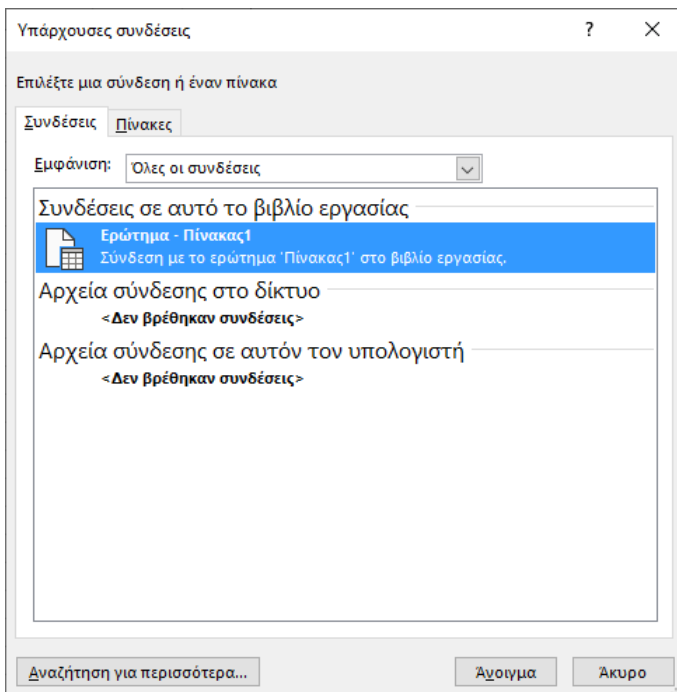 Υπάρχουσες συνδέσεις ?
Επιλέξτε μια σύνδεση ή έναν πίνακα
Συνδέσεις Πίνακες
Εμφάνιση: Όλες οι συνδέσεις
Συνδέσεις σε αυτό το βιβλίο εργασίας
Ερώτημα - Πίνακας1
Σύνδεση με το ερώτημα 'Πίνακας1' στο βιβλίο εργασίας.
Αρχεία σύνδεσης στο δίκτυο
<Δεν βρέθηκαν συνδέσεις>
Αρχεία σύνδεσης σε αυτόν τον υπολογιστή
<Δεν βρέθηκαν συνδέσεις>
Αναζήτηση για περισσότερα... Άνοιγμα Άκυρο